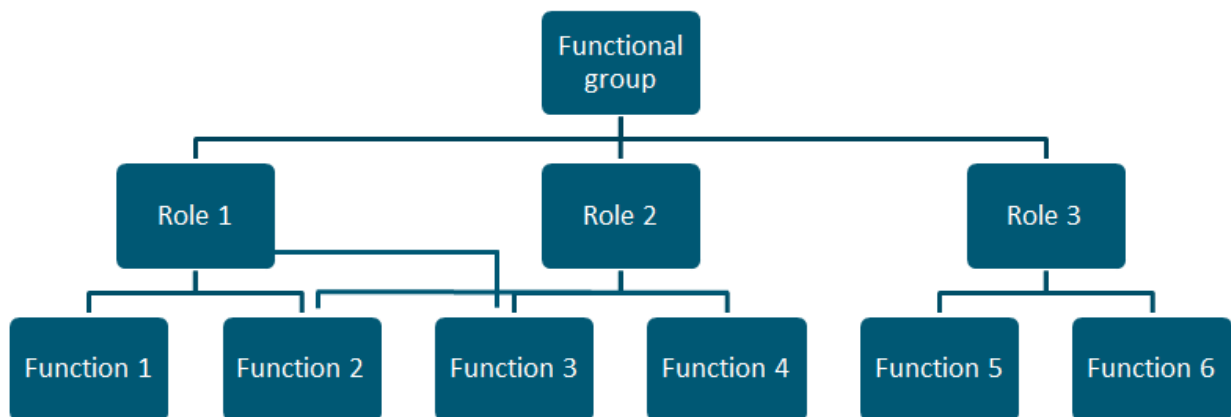 Functional
group
Role 1
Role 2
Role 3
Function 1
Function 2
Function 3
Function 4
Function 5
Function 6